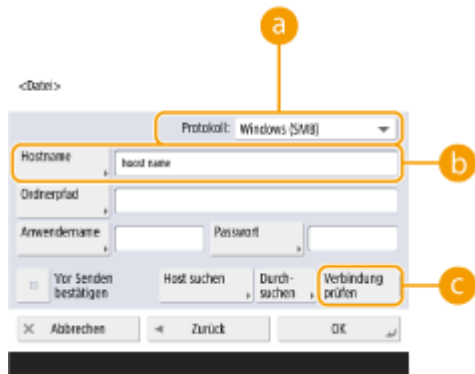 a
<Datei>
Protokoll: Windows (SMB)
b
Hostname hoost name
Ordnerpfad
Anwendername Passwort
c
Vor Senden bestätigen Host suchen Durch-suchen Verbindung prüfen
Abbrechen Zurück OK